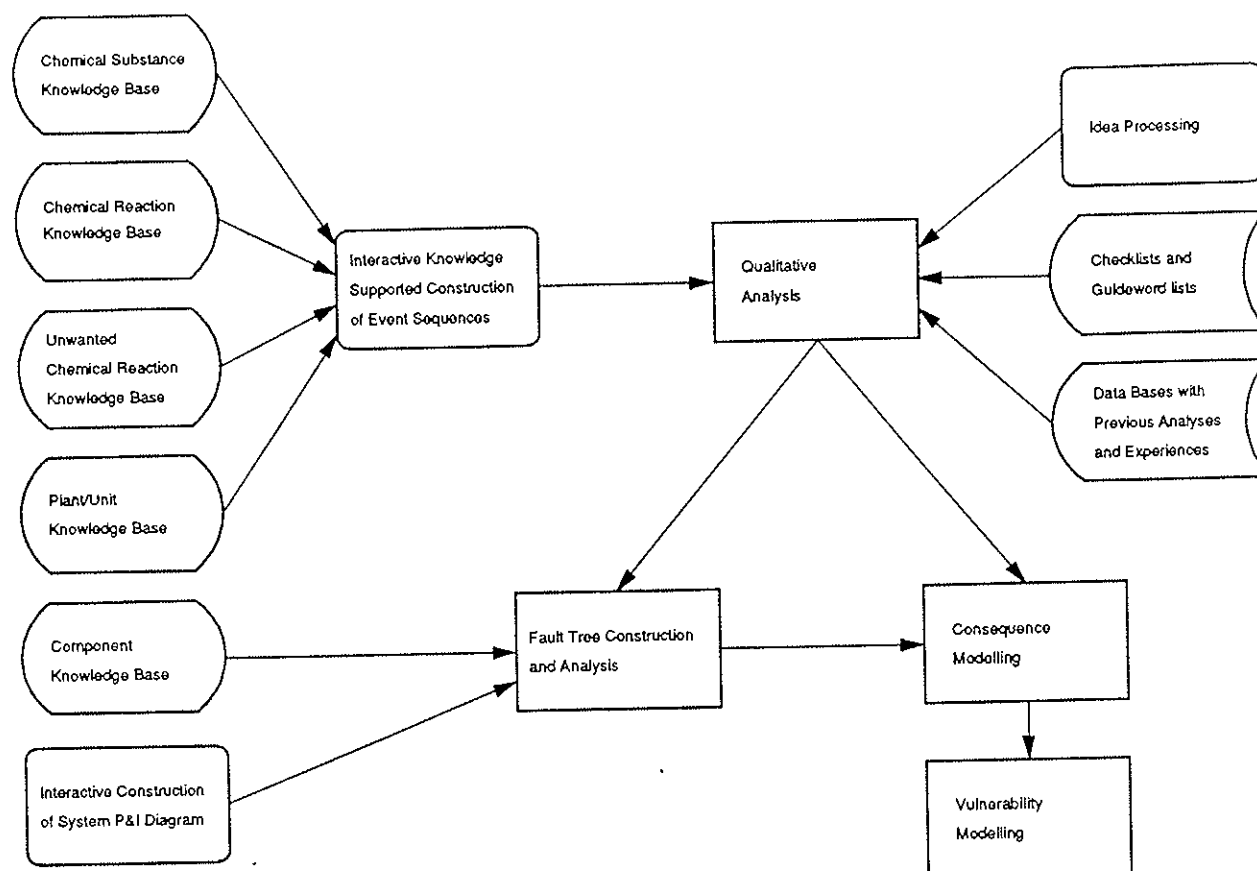 Chemical Substance
Knowledge Base
Chemical Reaction
Knowledge Base
Unwanted
Chemical Reaction
Knowledge Base
Plant/Unit
Knowledge Base
Component
Knowledge Base
Interactive Construction
of System P&I Diagram
Interactive Knowledge
Supported Construction
of Event Sequences
Qualitative
Analysis
Idea Processing
Checklists and
Guideword lists
Data Bases with
Previous Analyses
and Experiences
Fault Tree Construction
and Analysis
Consequence
Modelling
Vulnerability
Modelling